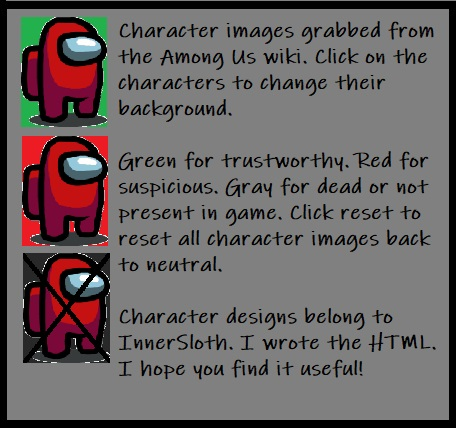 Character images grabbed from
the Among Us wiki. Click on the
characters to change their
background.
Green for trustworthy. Red for
suspicious. Gray for dead or not
present in game. Click reset to
reset all character images back
to neutral.
Character designs belong to
InnerSloth. I wrote the HTML.
I hope you find it useful!